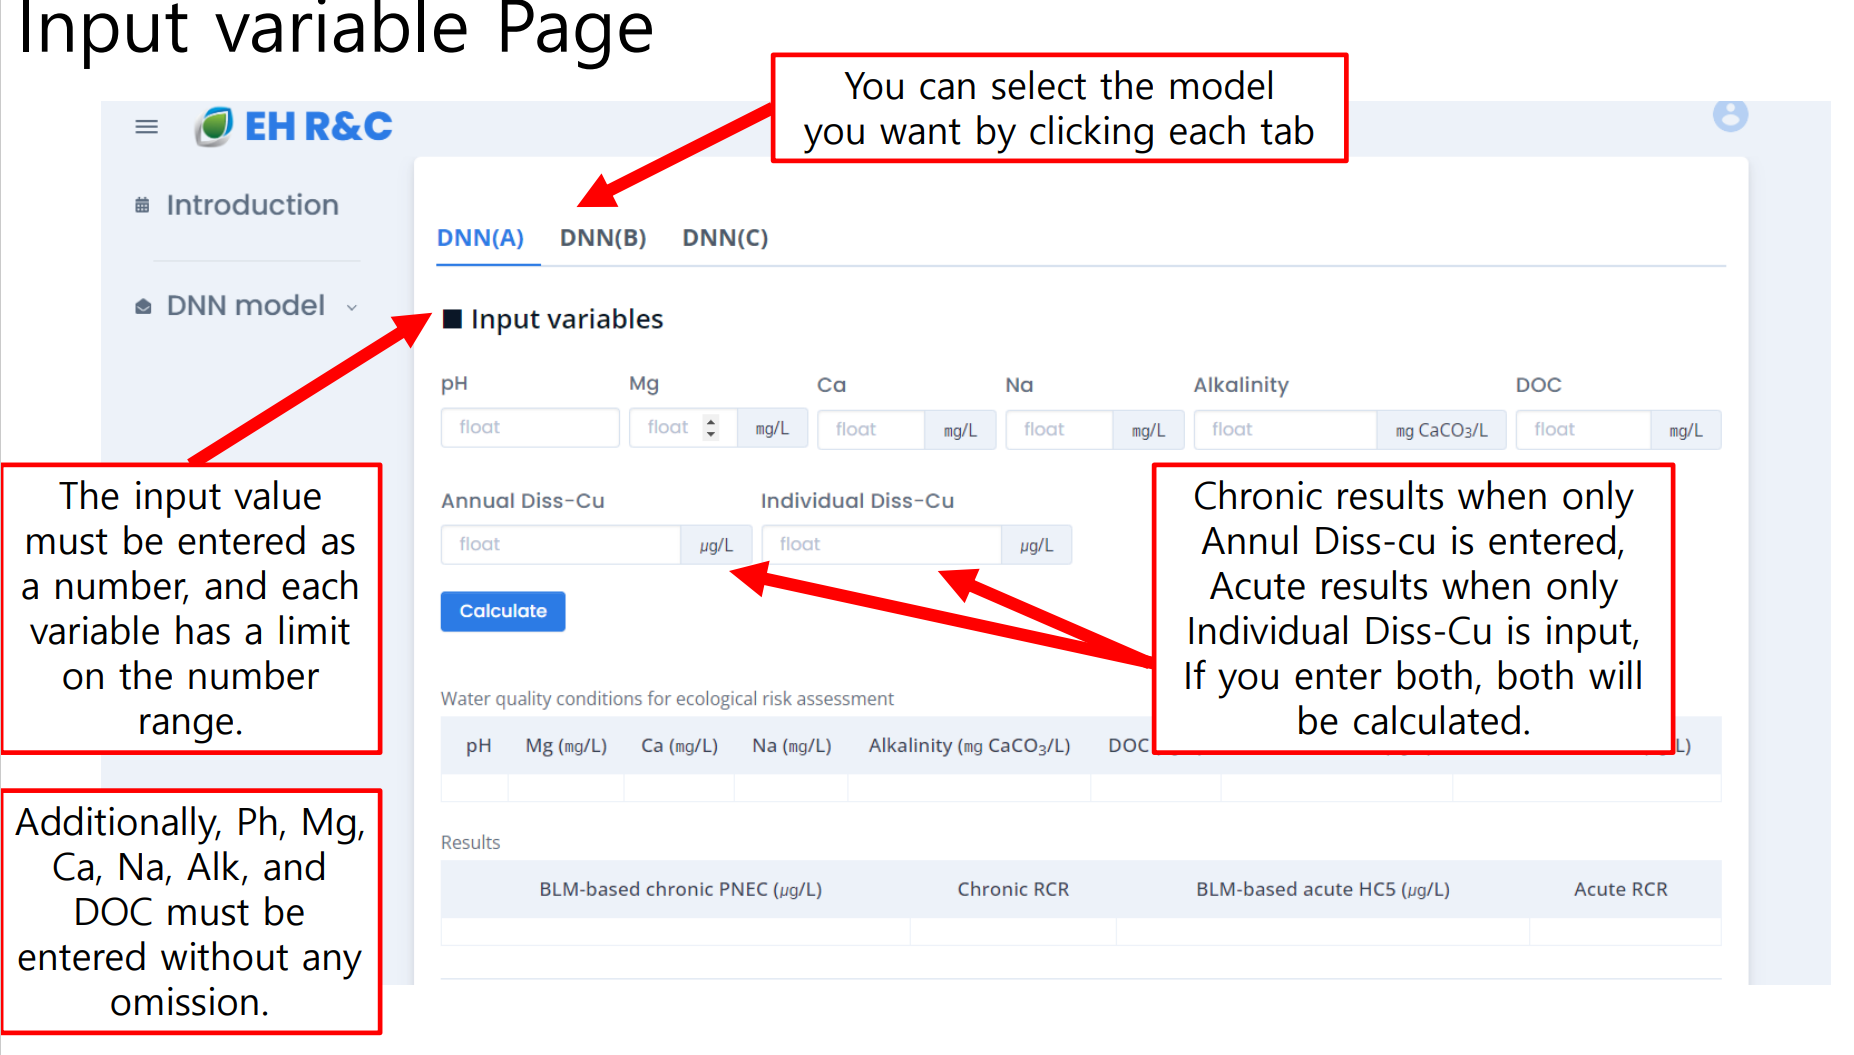 Input variable Page
You can select the model
you want by clicking each tab
EH R&C
Introduction
DNN model
DNN(A) DNN(B) DNN(C)
■ Input variables
pH Mg Ca Na Alkalinity DOC
float float mg/L float mg/L float mg/L float mg CaCO₃/L float mg/L
Annual Diss-Cu Individual Diss-Cu
float µg/L float µg/L
Calculate
The input value
must be entered as
a number, and each
variable has a limit
on the number
range.
Chronic results when only
Annul Diss-cu is entered,
Acute results when only
Individual Diss-Cu is input,
If you enter both, both will
be calculated.
Additionally, Ph, Mg,
Ca, Na, Alk, and
DOC must be
entered without any
omission.
Water quality conditions for ecological risk assessment
pH Mg (mg/L) Ca (mg/L) Na (mg/L) Alkalinity (mg CaCO₃/L) DOC L)
Results
BLM-based chronic PNEC (µg/L) Chronic RCR BLM-based acute HC5 (µg/L) Acute RCR